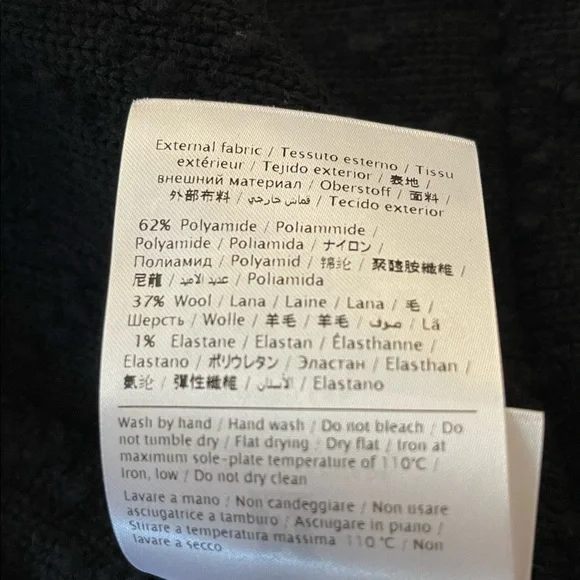 External fabric / Tessuto esterno / Tissu
extérieur / Tejido exterior / 表地 /
внешний материал / Oberstoff / 面料 /
外部布料 / قماش خارجي / Tecido exterior
62% Polyamide / Poliammide /
Polyamide / Poliamida / ナイロン /
Полиамид / Polyamid / 锦纶 / 聚醯胺纖維 /
尼龍 / عديد الأميد / Poliamida
37% Wool / Lana / Laine / Lana / 毛 /
Шерсть / Wolle / 羊毛 / 羊毛 / صوف / Lã
1% Elastane / Elastan / Élasthanne /
Elastano / ポリウレタン / Эластан / Elasthan /
氨纶 / 彈性纖維 / الأستان / Elastano
Wash by hand / Hand wash / Do not bleach / Do
not tumble dry / Flat drying / Dry flat / Iron at
maximum sole-plate temperature of 110°C /
Iron, low / Do not dry clean
Lavare a mano / Non candeggiare / Non usare
asciugatrice a tamburo / Asciugare in piano /
Stirare a temperatura massima 110°C / Non
lavare a secco